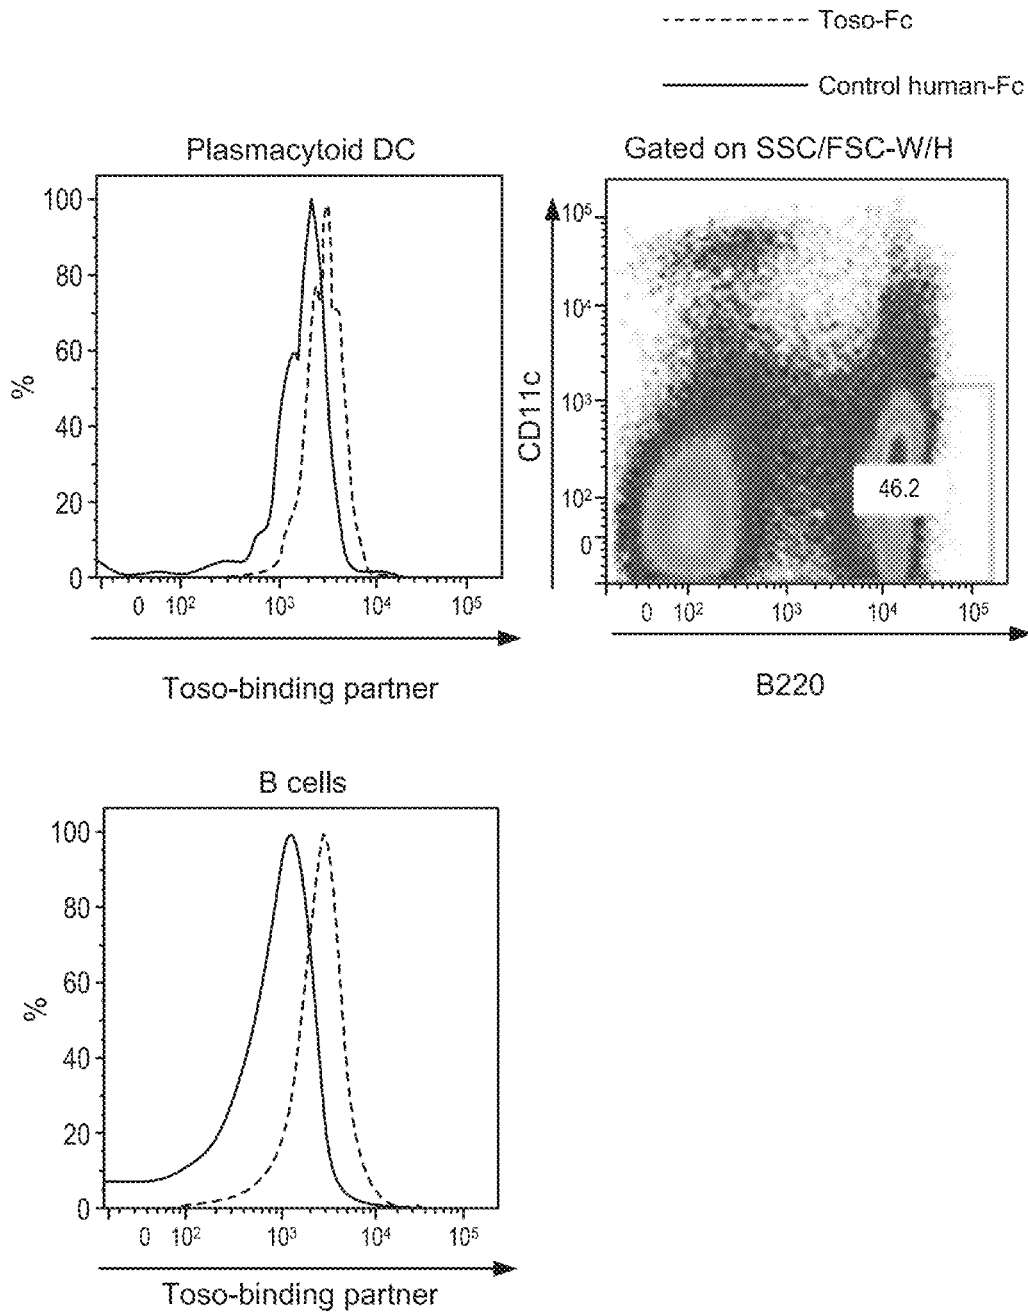 Toso-Fc
Control human-Fc
Plasmacytoid DC
100
80
60
40
20
0
%
0 10² 10³ 10⁴ 10⁵
Toso-binding partner
Gated on SSC/FSC-W/H
10⁵
10⁴
10³
10²
0
CD11c
46.2
0 10² 10³ 10⁴ 10⁵
B220
B cells
100
80
60
40
20
0
%
0 10² 10³ 10⁴ 10⁵
Toso-binding partner